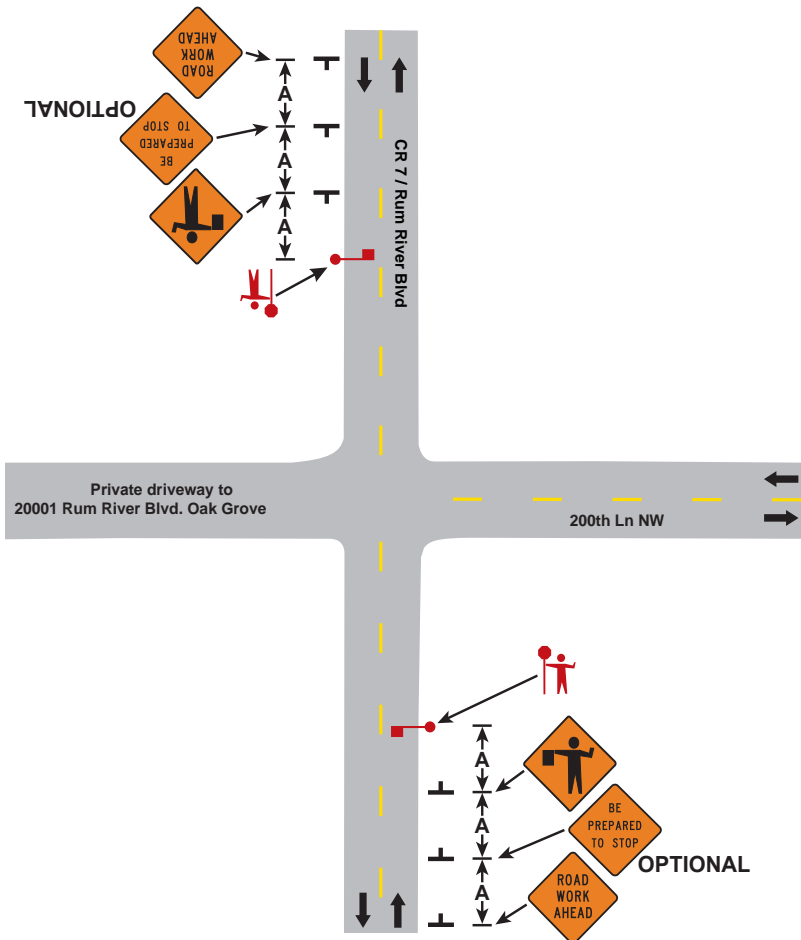 ROAD
WORK
AHEAD
OPTIONAL
BE
PREPARED
TO STOP
A
A
A
CR 7 / Rum River Blvd
Private driveway to
20001 Rum River Blvd. Oak Grove
200th Ln NW
A
A
A
BE
PREPARED
TO STOP
OPTIONAL
ROAD
WORK
AHEAD